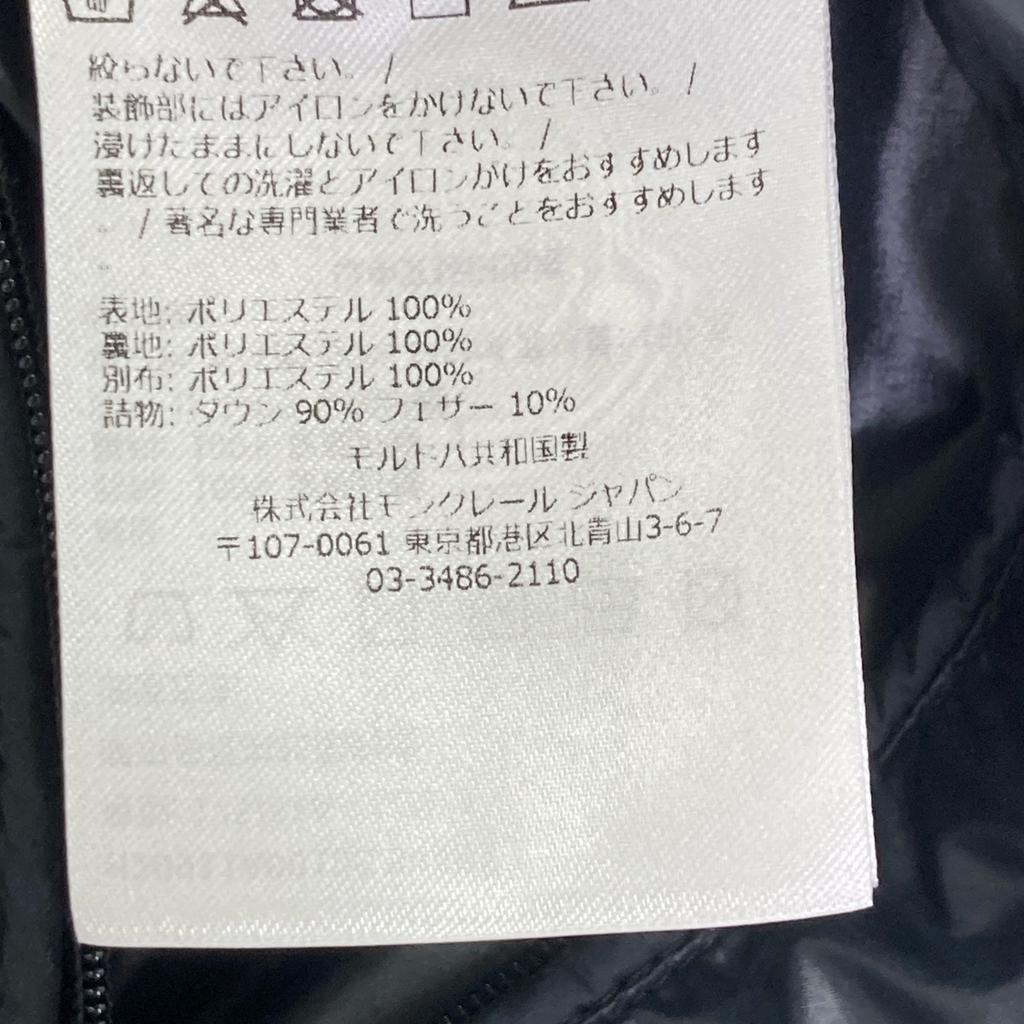 絞らないで下さい。 /
装飾部にはアイロンをかけないで下さい。 /
浸けたままにしないで下さい。 /
裏返しての洗濯とアイロンがけをおすすめします
。 / 著名な専門業者で洗うことをおすすめします
。
表地: ポリエステル 100%
裏地: ポリエステル 100%
別布: ポリエステル 100%
詰物: ダウン 90% フェザー 10%
モルドバ共和国製
株式会社モンクレール ジャパン
〒107-0061 東京都港区北青山3-6-7
03-3486-2110